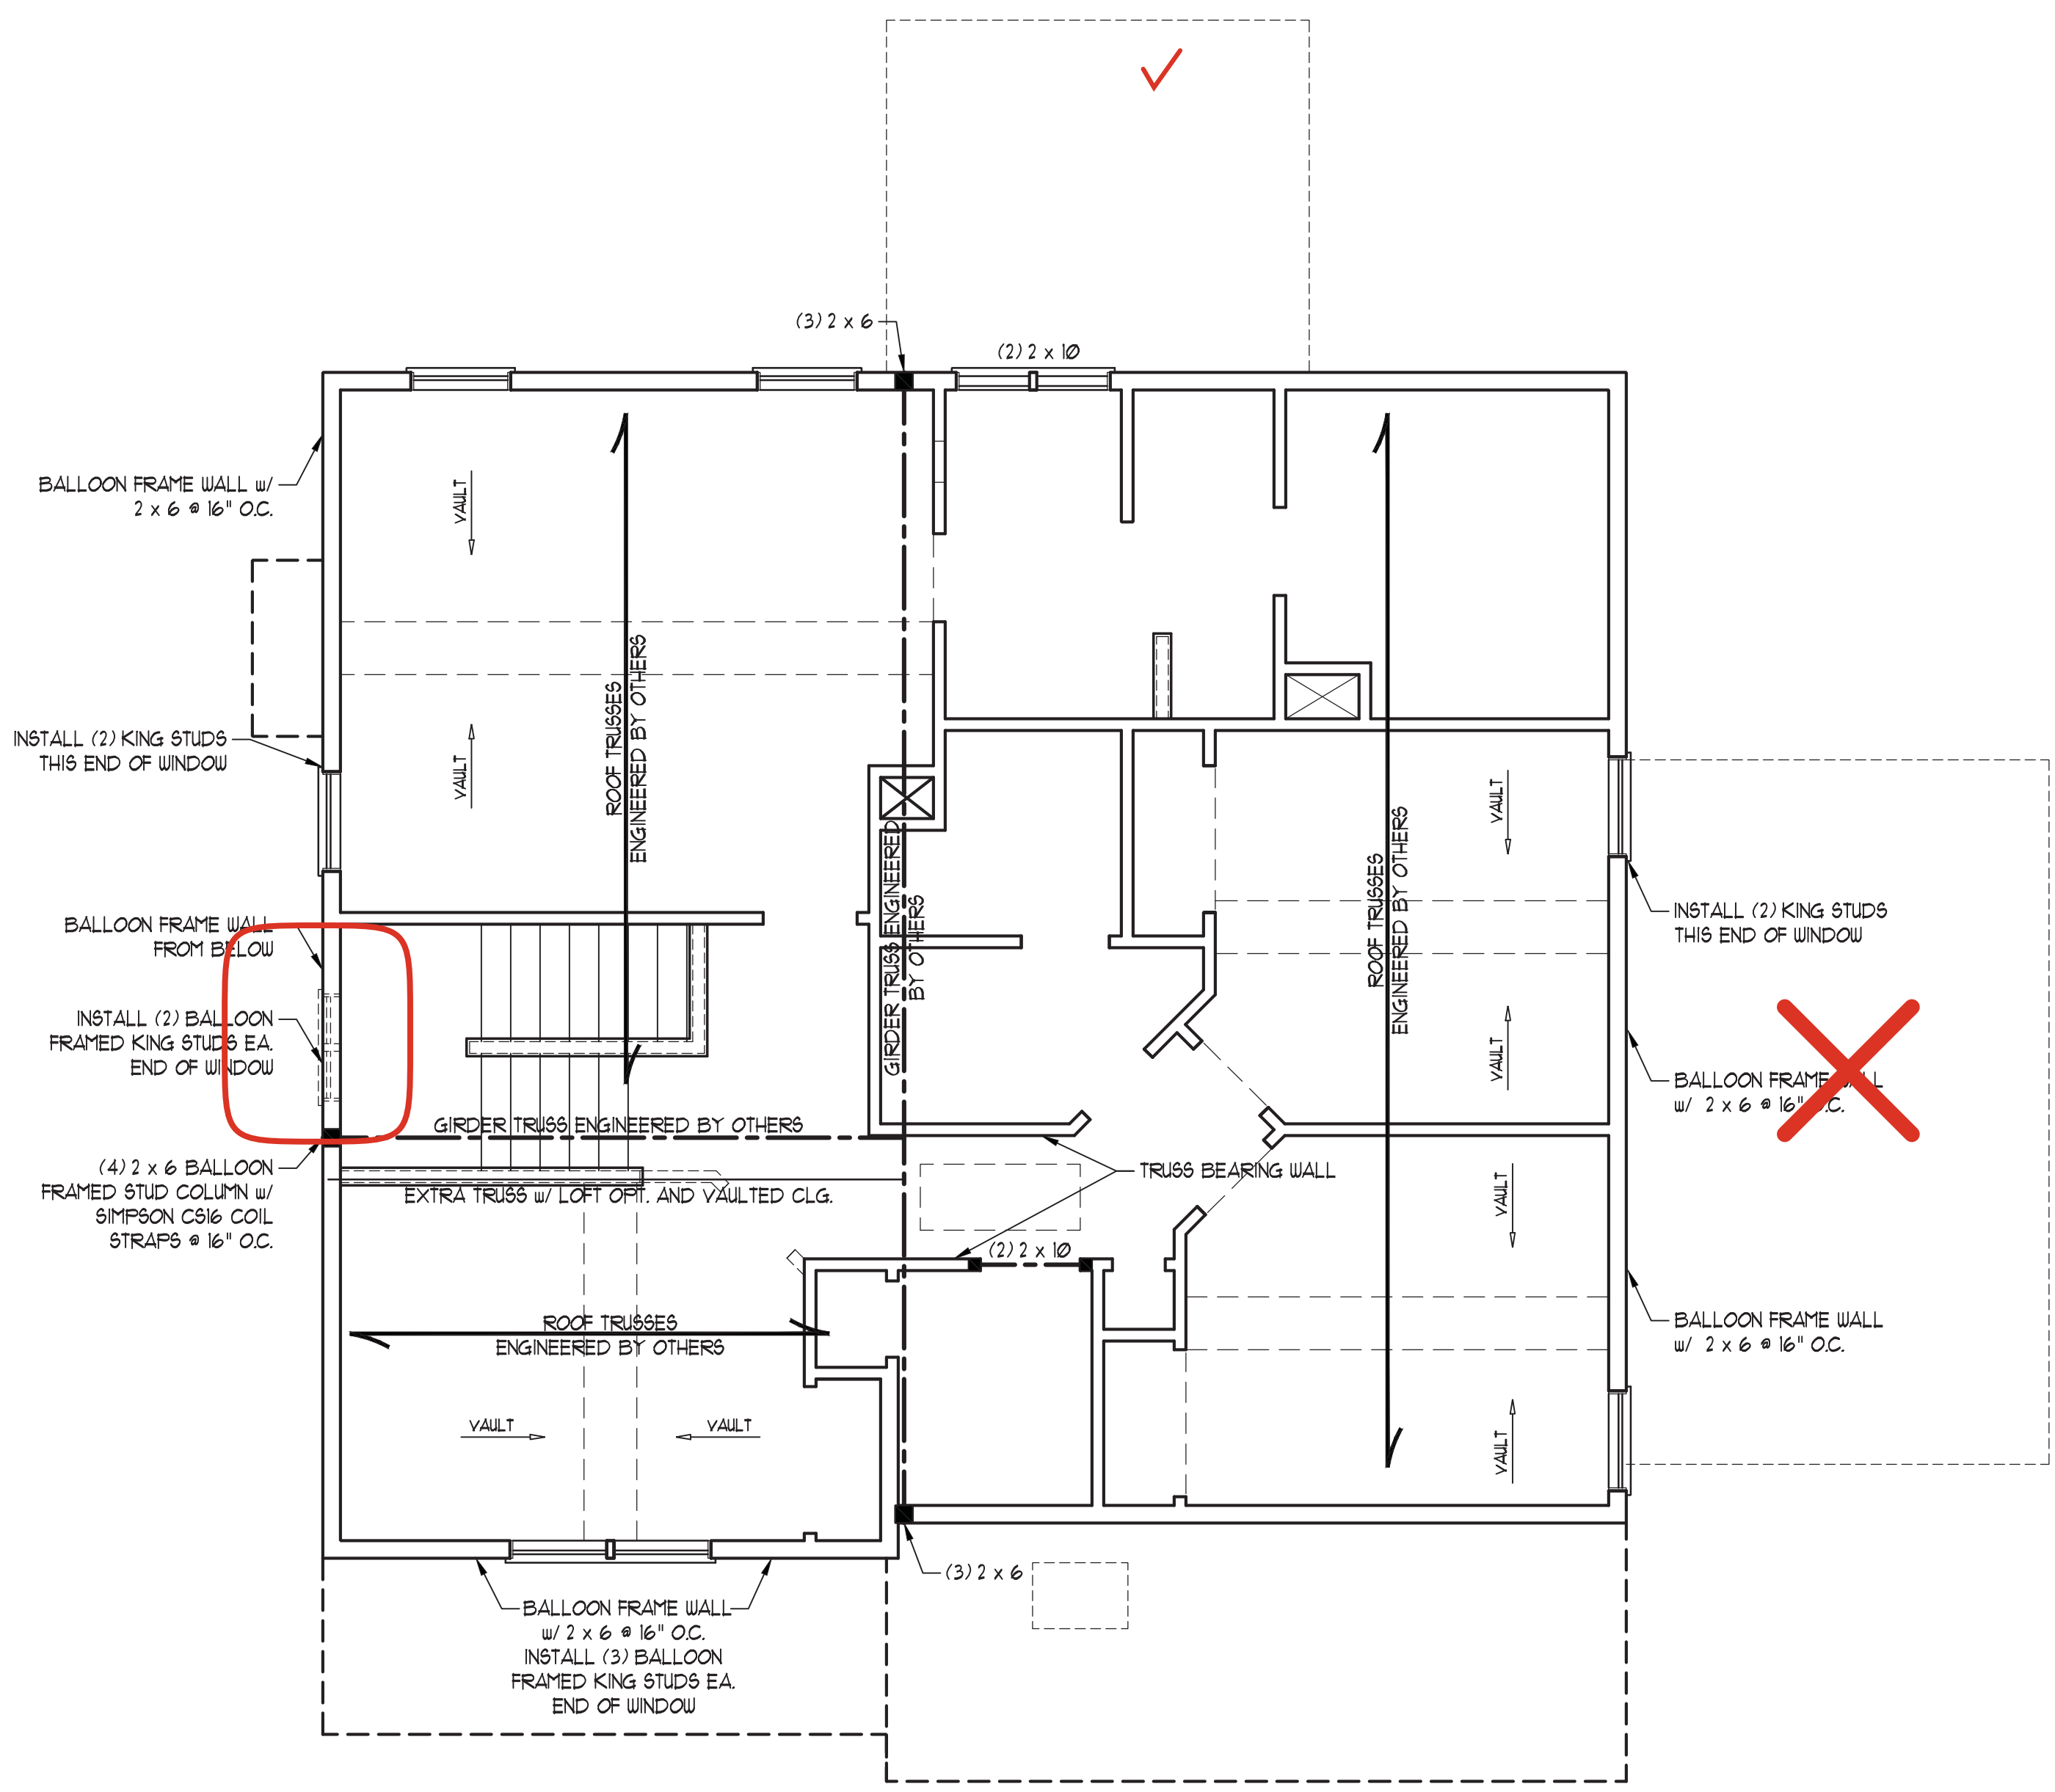 (3) 2 x 6
(2) 2 x 10
BALLOON FRAME WALL w/
2 x 6 @ 16" O.C.
VAULT
INSTALL (2) KING STUDS
THIS END OF WINDOW
VAULT
ROOF TRUSSES
ENGINEERED BY OTHERS
VAULT
BALLOON FRAME WALL
FROM BELOW
INSTALL (2) BALLOON
FRAMED KING STUDS EA.
END OF WINDOW
GIRDER TRUSS ENGINEERED
BY OTHERS
ROOF TRUSSES
ENGINEERED BY OTHERS
INSTALL (2) KING STUDS
THIS END OF WINDOW
VAULT
BALLOON FRAME WALL
w/ 2 x 6 @ 16" O.C.
GIRDER TRUSS ENGINEERED BY OTHERS
(4) 2 x 6 BALLOON
FRAMED STUD COLUMN w/
SIMPSON CS16 COIL
STRAPS @ 16" O.C.
EXTRA TRUSS w/ LOFT OPT. AND VAULTED CLG.
TRUSS BEARING WALL
VAULT
(2) 2 x 10
ROOF TRUSSES
ENGINEERED BY OTHERS
BALLOON FRAME WALL
w/ 2 x 6 @ 16" O.C.
VAULT
VAULT
VAULT
(3) 2 x 6
BALLOON FRAME WALL
w/ 2 x 6 @ 16" O.C.
INSTALL (3) BALLOON
FRAMED KING STUDS EA.
END OF WINDOW